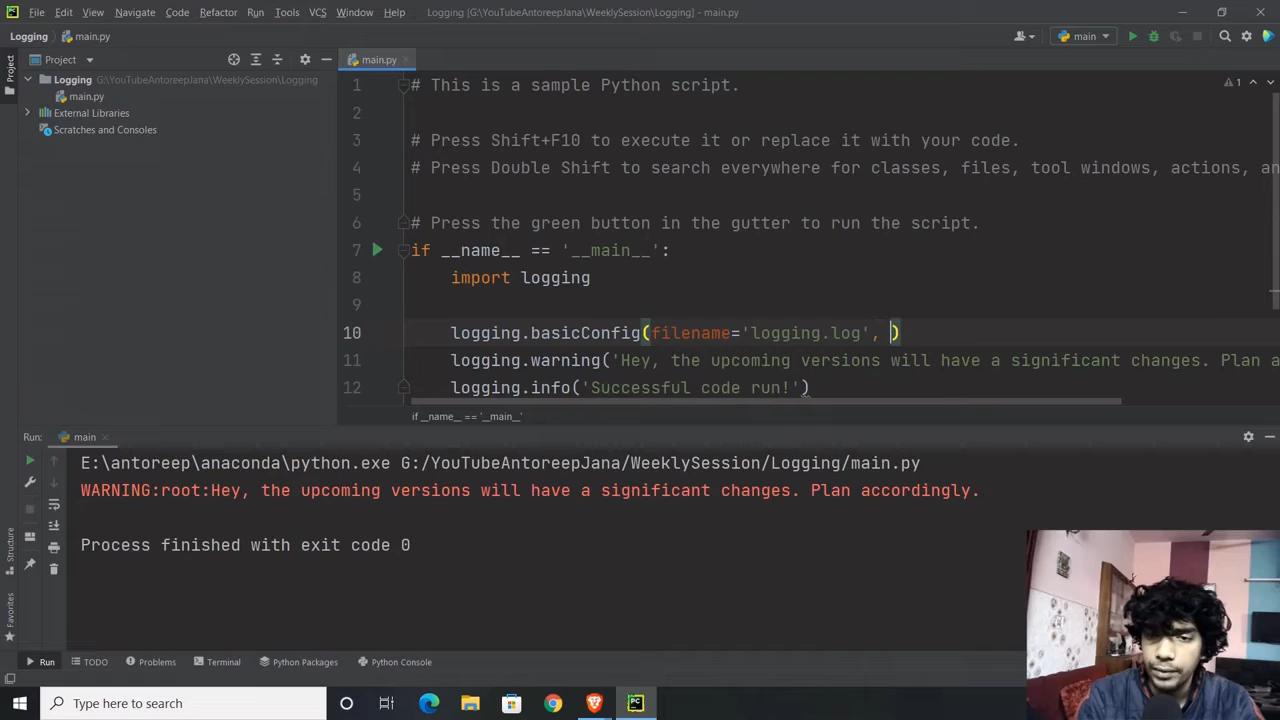 File Edit View Navigate Code Refactor Run Tools VCS Window Help Logging [G:\YouTubeAntoreepJana\WeeklySession\Logging] - main.py
Logging main.py
main
Project
Project
Logging G:\YouTubeAntoreepJana\WeeklySession\Logging
main.py
External Libraries
Scratches and Consoles
main.py
1
1 # This is a sample Python script.
2
3 # Press Shift+F10 to execute it or replace it with your code.
4 # Press Double Shift to search everywhere for classes, files, tool windows, actions, an
5
6 # Press the green button in the gutter to run the script.
7 if __name__ == '__main__':
8 import logging
9
10 logging.basicConfig(filename='logging.log', )
11 logging.warning('Hey, the upcoming versions will have a significant changes. Plan a
12 logging.info('Successful code run!')
if __name__ == '__main__'
Run: main
E:\antoreep\anaconda\python.exe G:/YouTubeAntoreepJana/WeeklySession/Logging/main.py
WARNING:root:Hey, the upcoming versions will have a significant changes. Plan accordingly.
Process finished with exit code 0
Structure
Favorites
Run TODO Problems Terminal Python Packages Python Console
Type here to search
PC